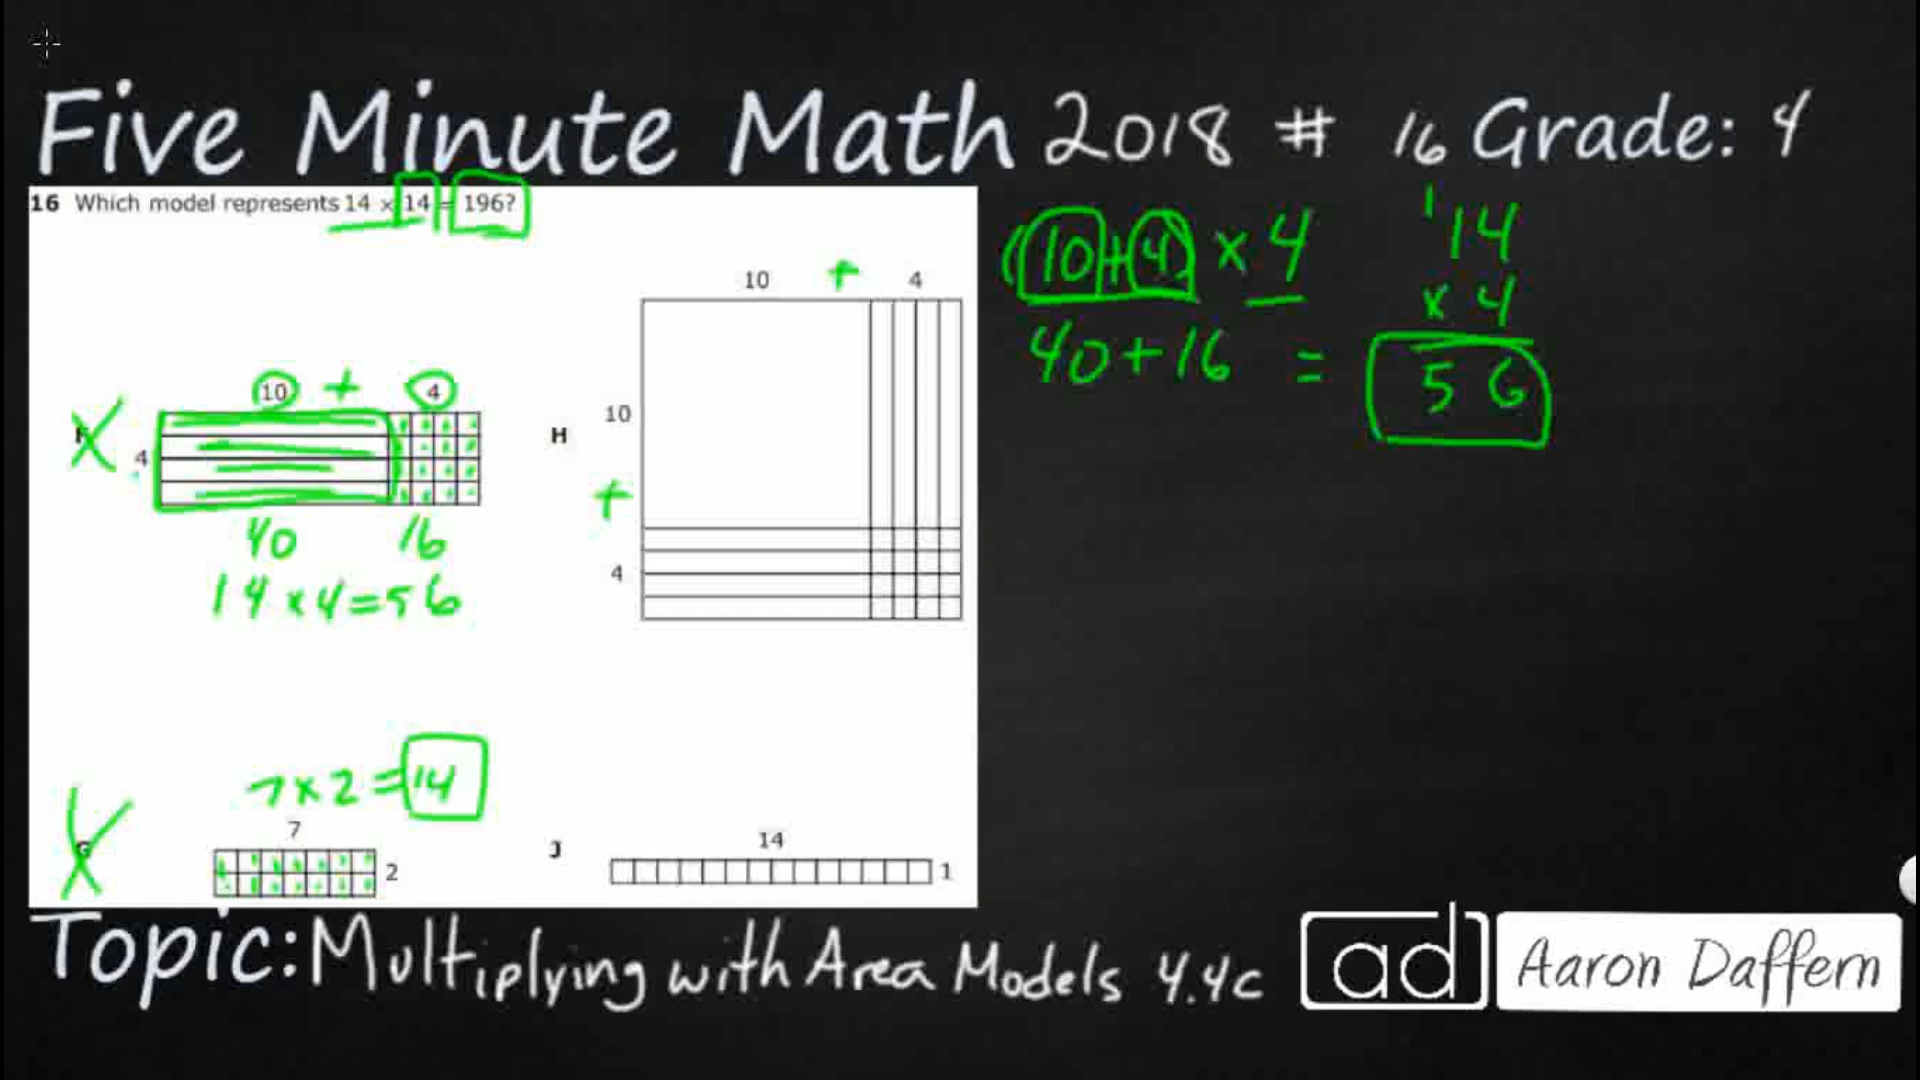 Five Minute Math 2018 # 16 Grade: 4
16 Which model represents 14 × 14 = 196?
10 + 4
4
40 16
14 x 4 = 56
H
10 + 4
10
+
4
7 x 2 = 14
G
7
2
J
14
1
(10+4) x 4
40+16 =
1
14
x 4
56
Topic: Multiplying with Area Models 4.4c
ad Aaron Daffern